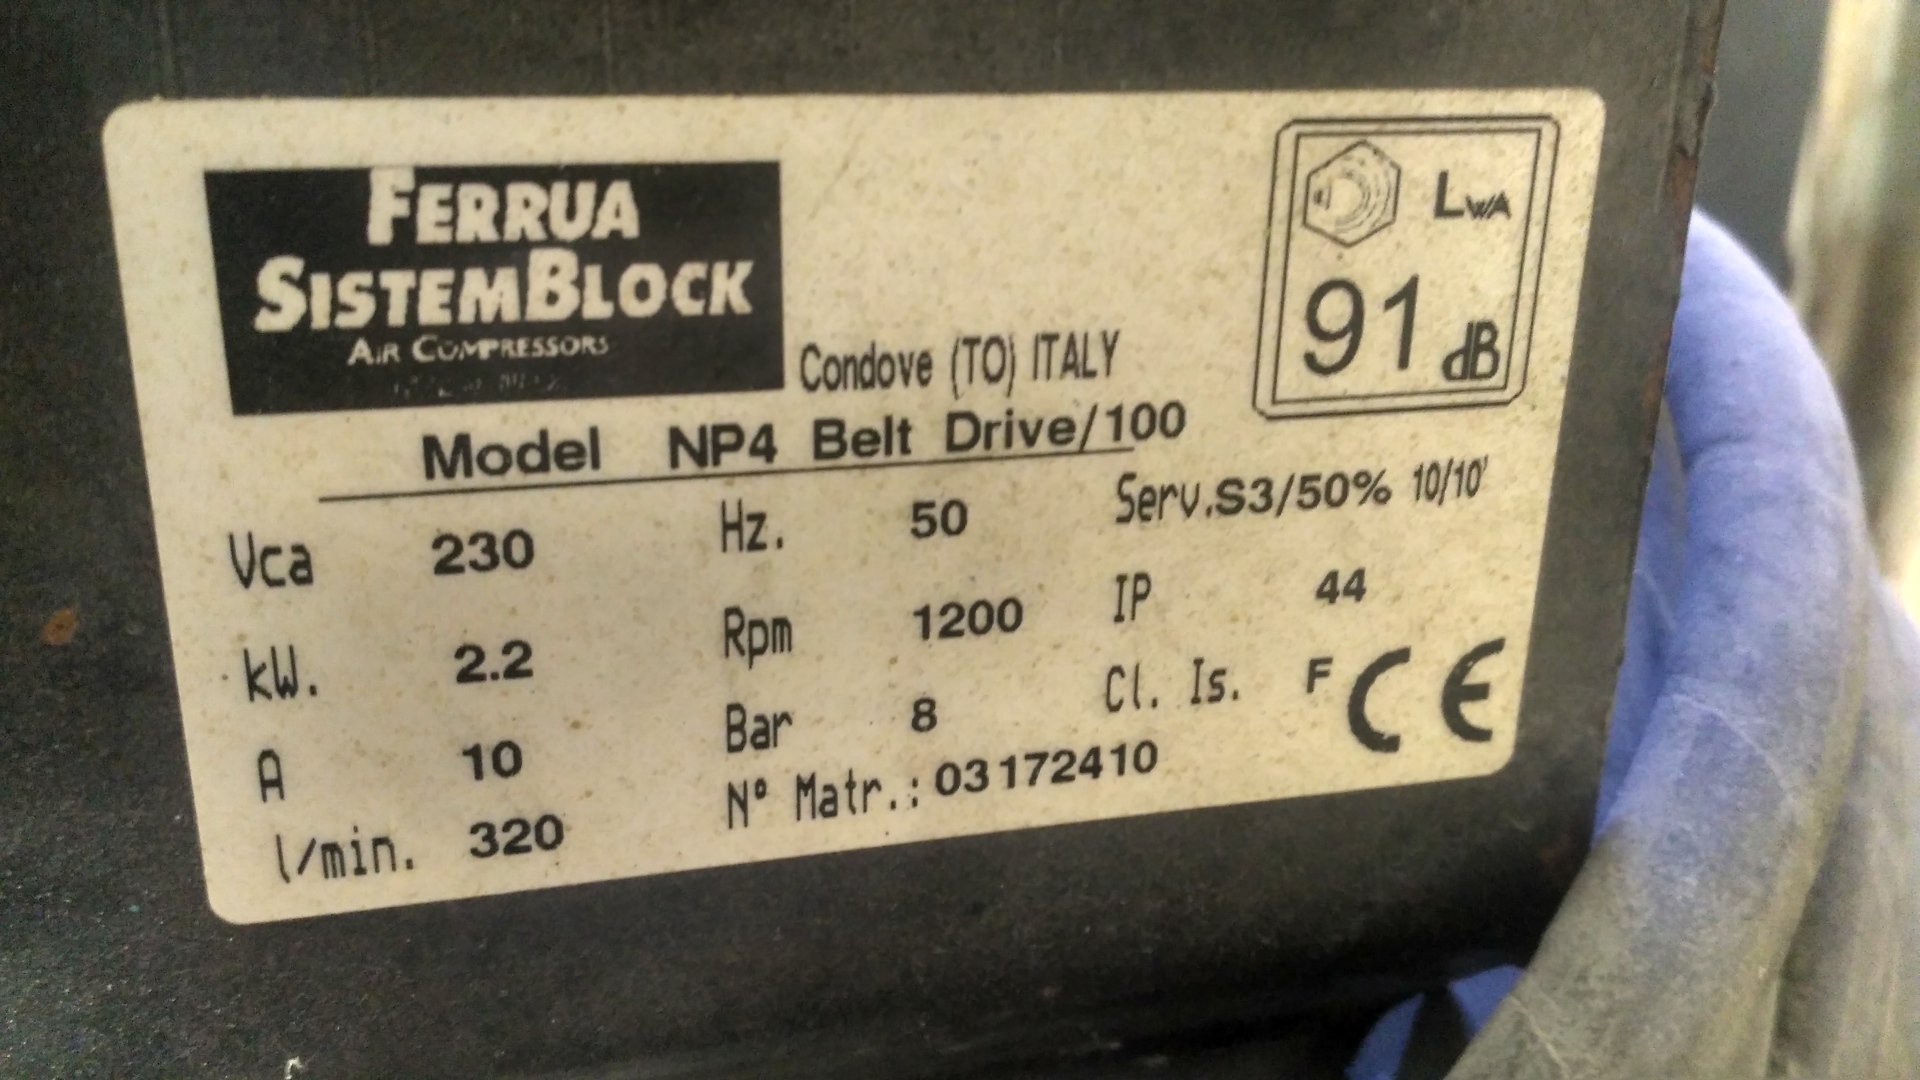 FERRUA
SISTEMBLOCK
AIR COMPRESSORS
Condove (TO) ITALY
LWA
91 dB
Model NP4 Belt Drive/100
Vca 230 Hz. 50 Serv.S3/50% 10/10'
kW. 2.2 Rpm 1200 IP 44
A 10 Bar 8 Cl. Is. F CE
l/min. 320 N° Matr.: 03172410